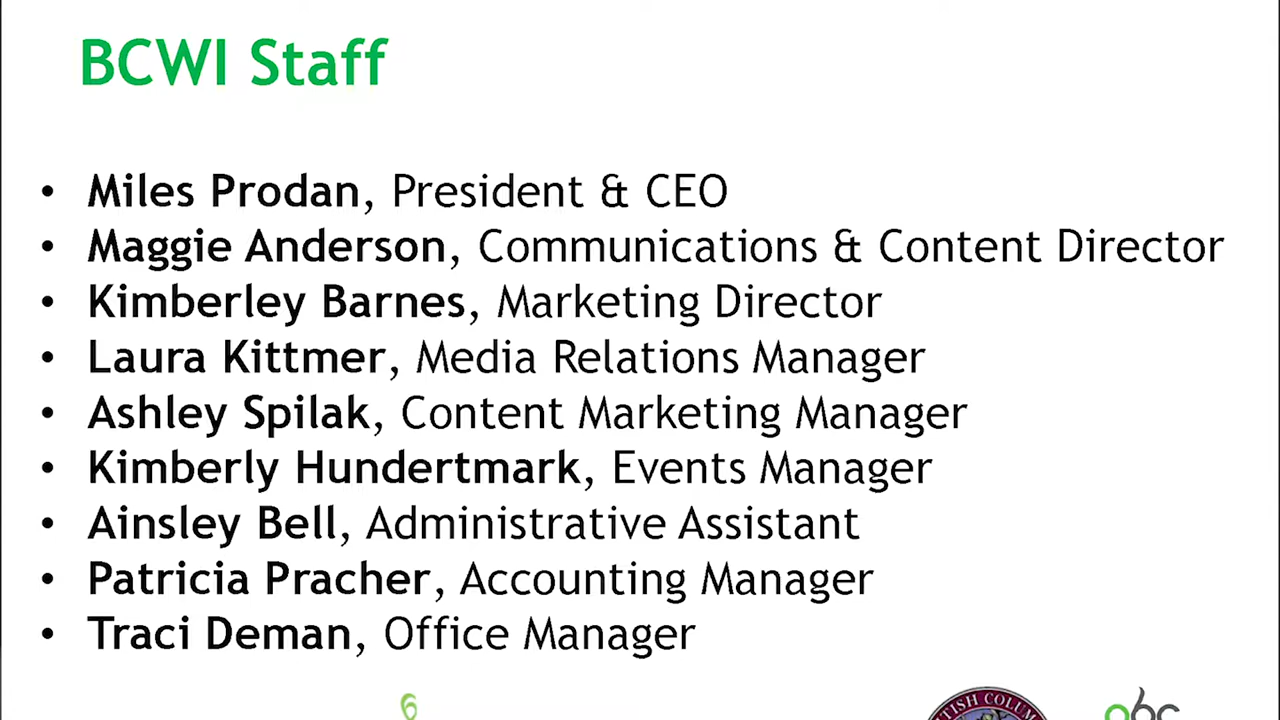 BCWI Staff
• Miles Prodan, President & CEO
• Maggie Anderson, Communications & Content Director
• Kimberley Barnes, Marketing Director
• Laura Kittmer, Media Relations Manager
• Ashley Spilak, Content Marketing Manager
• Kimberly Hundertmark, Events Manager
• Ainsley Bell, Administrative Assistant
• Patricia Pracher, Accounting Manager
• Traci Deman, Office Manager
6